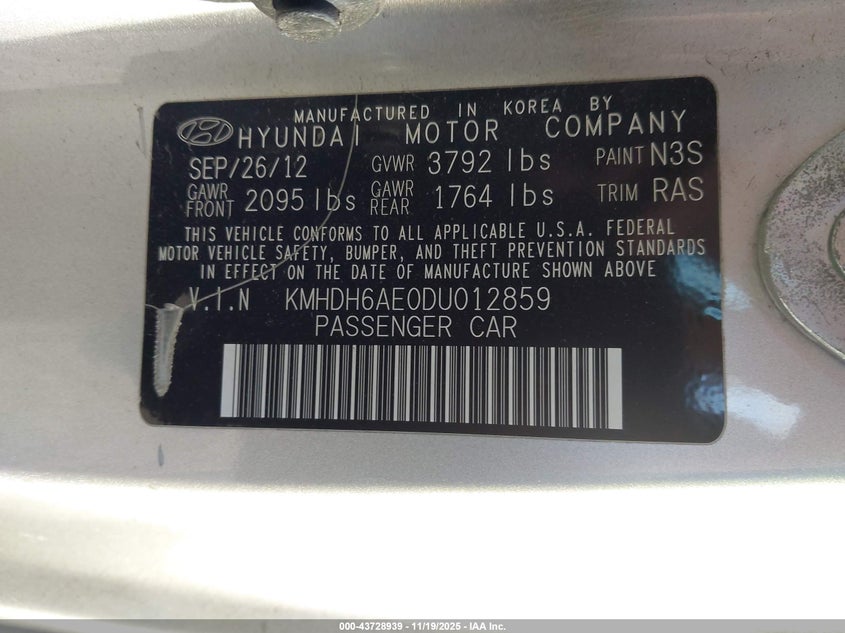 MANUFACTURED IN KOREA BY
HYUNDAI MOTOR COMPANY
SEP/26/12 GVWR 3792 lbs PAINT N3S
GAWR FRONT 2095 lbs GAWR REAR 1764 lbs TRIM RAS
THIS VEHICLE CONFORMS TO ALL APPLICABLE U.S.A. FEDERAL
MOTOR VEHICLE SAFETY, BUMPER, AND THEFT PREVENTION STANDARDS
IN EFFECT ON THE DATE OF MANUFACTURE SHOWN ABOVE
V.I.N KMHDH6AE0DU012859
PASSENGER CAR
000-43728939 - 11/19/2025 - IAA Inc.